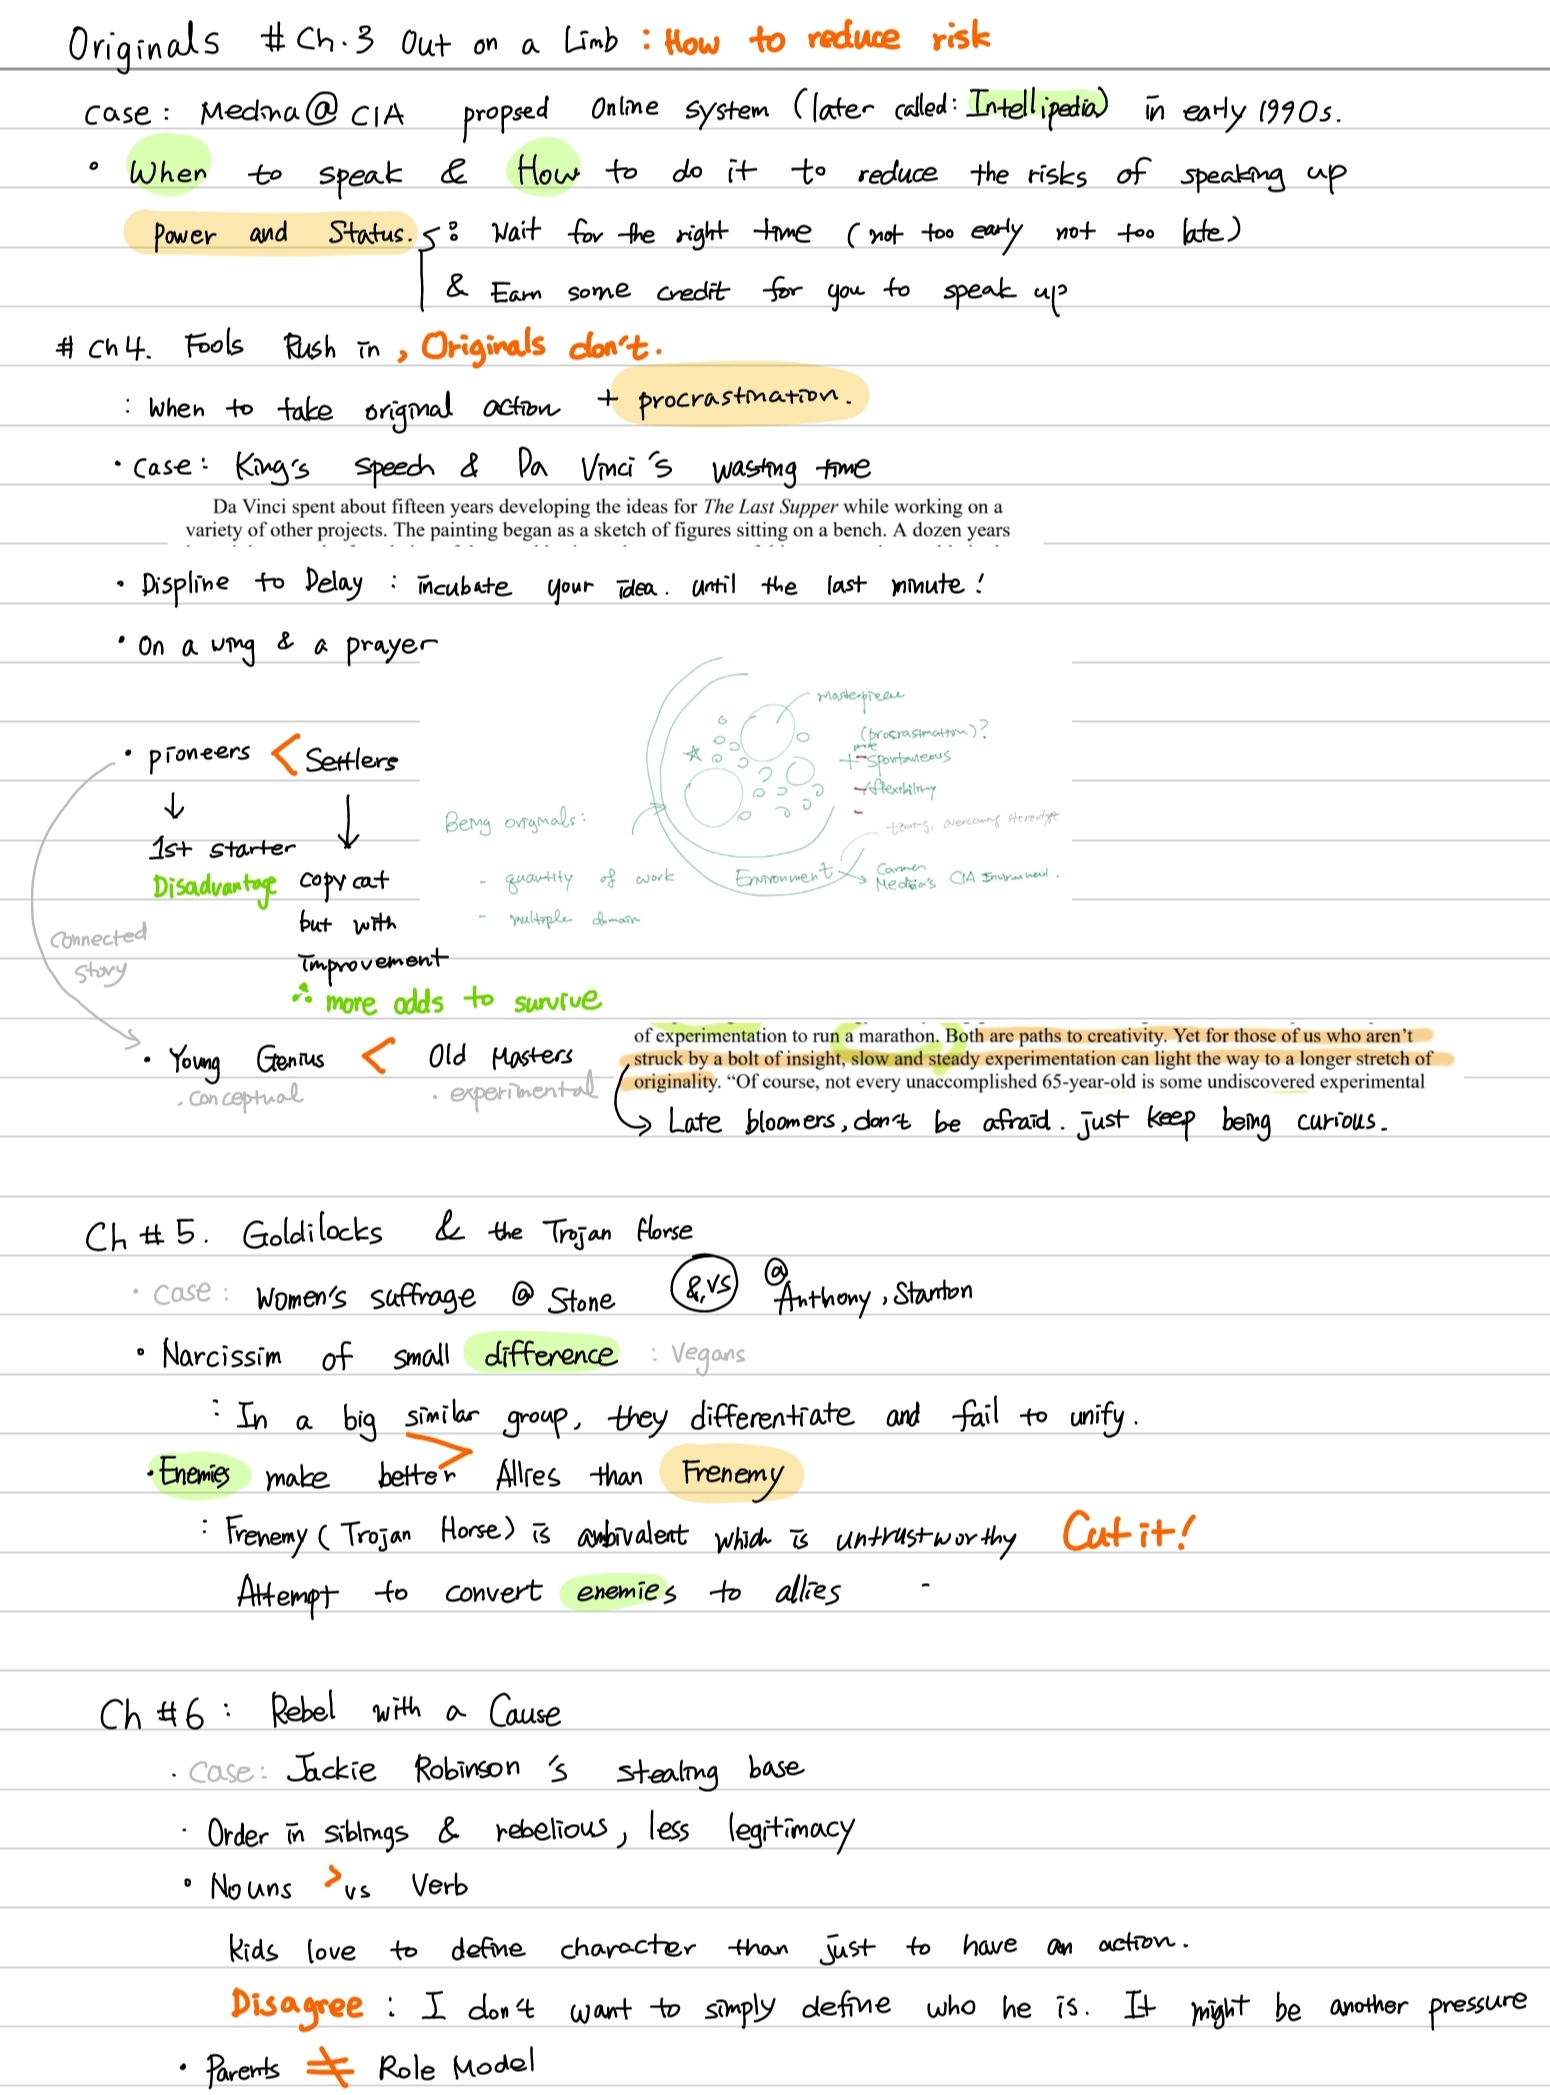 Originals # Ch.3 Out on a Limb : How to reduce risk
case : Medina @ CIA propsed Online system (later called: Intellipedia) in early 1990s.
• When to speak & How to do it to reduce the risks of speaking up
Power and Status. : Wait for the right time (not too early not too late)
& Earn some credit for you to speak up
# Ch4. Fools Rush in, Originals don't.
: When to take original action + procrastination.
• Case: King's speech & Da Vinci's wasting time
Da Vinci spent about fifteen years developing the ideas for The Last Supper while working on a
variety of other projects. The painting began as a sketch of figures sitting on a bench. A dozen years
• Displine to Delay : incubate your idea. until the last minute!
• On a wing & a prayer
masterpiece
(procrastination)?
+ spontaneous
flexibility
timing, overcoming stereotype
Being originals:
- quantity of work
- multiple domain
Environment
Carmen
Medina's CIA Environment.
• pioneers < Settlers
↓ ↓
1st starter
Disadvantage copy cat
but with
improvement
∴ more odds to survive
Connected
story
• Young Genius < Old Masters
. conceptual • experimental
of experimentation to run a marathon. Both are paths to creativity. Yet for those of us who aren't
struck by a bolt of insight, slow and steady experimentation can light the way to a longer stretch of
originality. “Of course, not every unaccomplished 65-year-old is some undiscovered experimental
Late bloomers, don't be afraid. just keep being curious.
Ch #5. Goldilocks & the Trojan Horse
• case : Women's suffrage @ Stone &,VS @ Anthony, Stanton
• Narcissim of small difference : Vegans
: In a big similar group, they differentiate and fail to unify.
• Enemies make better > Allies than Frenemy
: Frenemy (Trojan Horse) is ambivalent which is untrustworthy Cut it!
Attempt to convert enemies to allies -
Ch #6 : Rebel with a Cause
. Case: Jackie Robinson's stealing base
• Order in siblings & rebelious, less legitimacy
• Nouns > vs Verb
kids love to define character than just to have an action.
Disagree : I don't want to simply define who he is. It might be another pressure
• Parents ≠ Role Model